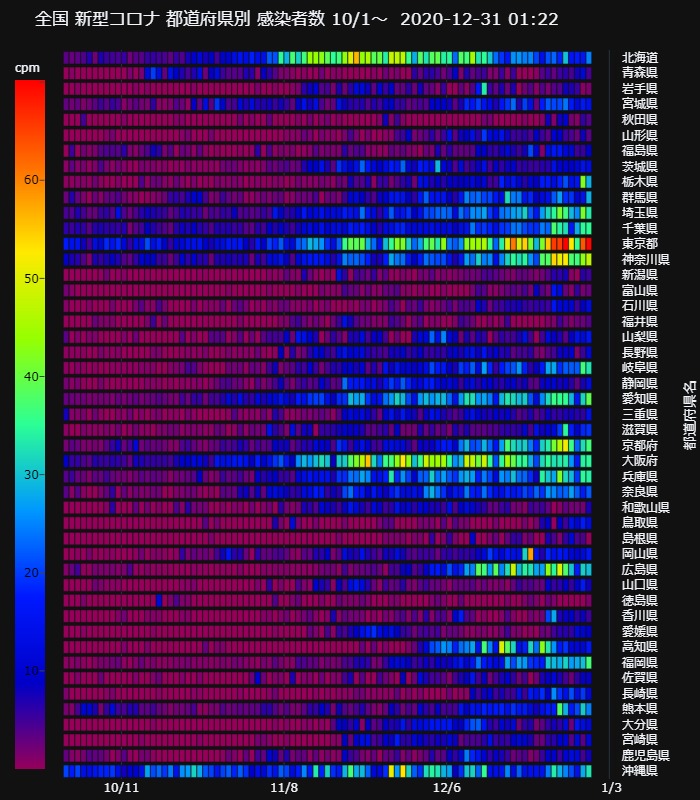 全国 新型コロナ 都道府県別 感染者数 10/1～ 2020-12-31 01:22
cpm
60
50
40
30
20
10
北海道
青森県
岩手県
宮城県
秋田県
山形県
福島県
茨城県
栃木県
群馬県
埼玉県
千葉県
東京都
神奈川県
新潟県
富山県
石川県
福井県
山梨県
長野県
岐阜県
静岡県
愛知県
三重県
滋賀県
京都府
大阪府
兵庫県
奈良県
和歌山県
鳥取県
島根県
岡山県
広島県
山口県
徳島県
香川県
愛媛県
高知県
福岡県
佐賀県
長崎県
熊本県
大分県
宮崎県
鹿児島県
沖縄県
都道府県名
10/11
11/8
12/6
1/3